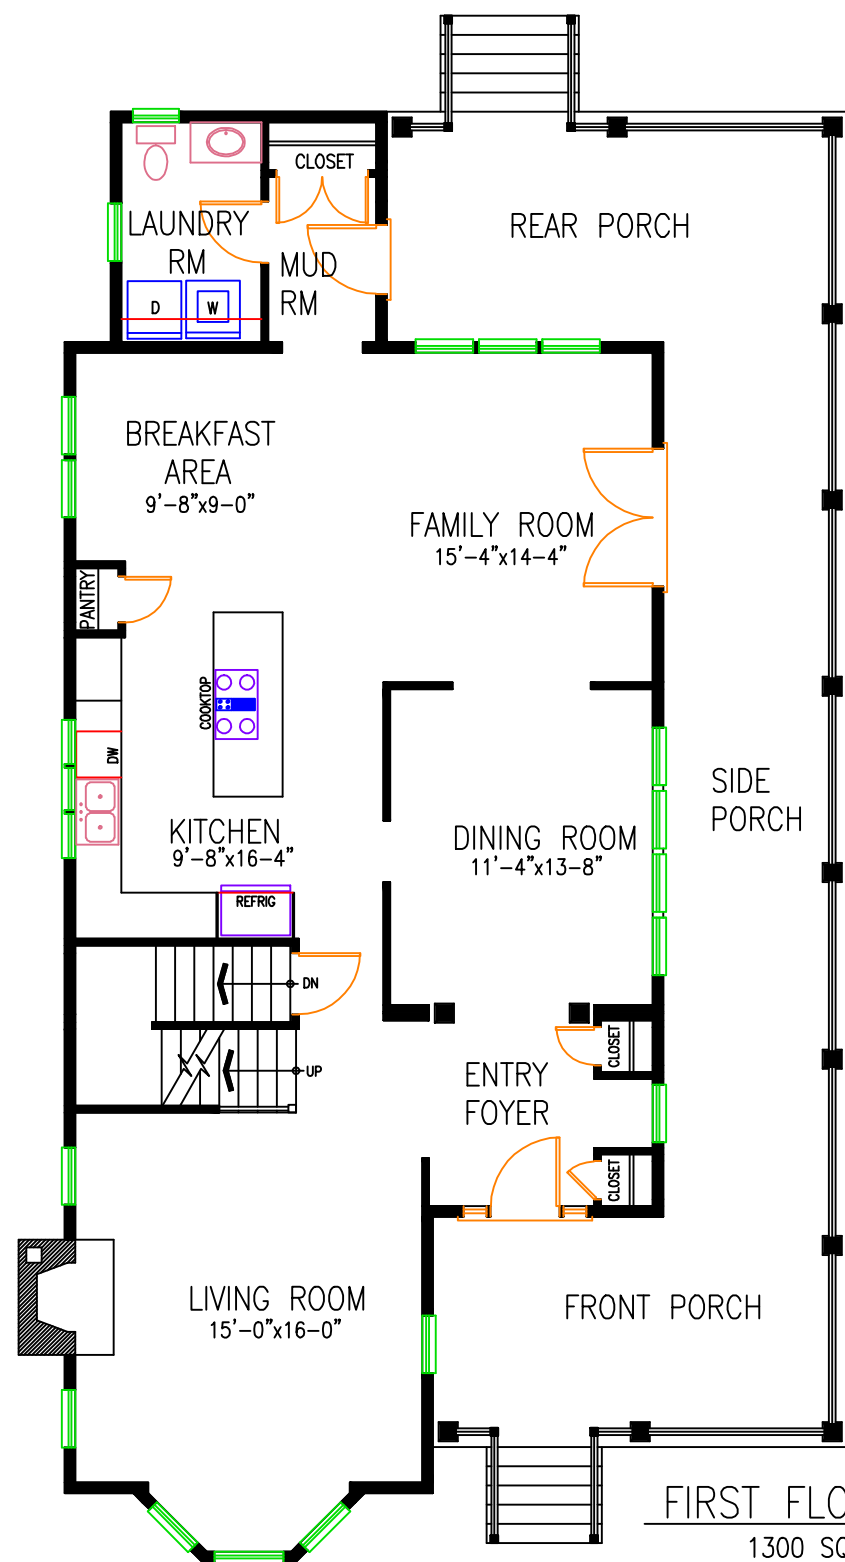 CLOSET
LAUNDRY
RM
REAR PORCH
MUD
RM
D
W
BREAKFAST
AREA
9'-8"x9-0"
FAMILY ROOM
15'-4"x14-4"
PANTRY
COOKTOP
DW
SIDE
PORCH
KITCHEN
9'-8"x16-4"
DINING ROOM
11'-4"x13-8"
REFRIG
DN
UP
CLOSET
ENTRY
FOYER
CLOSET
LIVING ROOM
15'-0"x16-0"
FRONT PORCH
FIRST FLO
1300 SQ